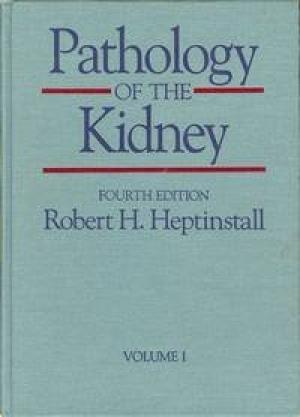 Pathology
OF THE
Kidney
FOURTH EDITION
Robert H. Heptinstall
VOLUME I